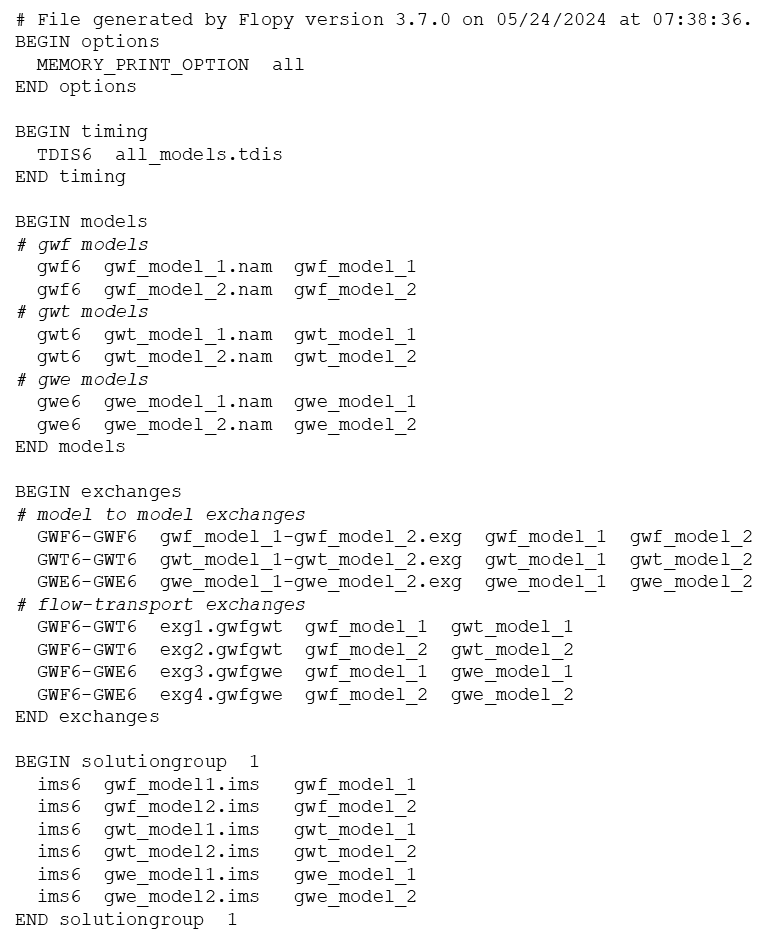 # File generated by Flopy version 3.7.0 on 05/24/2024 at 07:38:36.
BEGIN options
  MEMORY_PRINT_OPTION  all
END options

BEGIN timing
  TDIS6  all_models.tdis
END timing

BEGIN models
# gwf models
  gwf6  gwf_model_1.nam  gwf_model_1
  gwf6  gwf_model_2.nam  gwf_model_2
# gwt models
  gwt6  gwt_model_1.nam  gwt_model_1
  gwt6  gwt_model_2.nam  gwt_model_2
# gwe models
  gwe6  gwe_model_1.nam  gwe_model_1
  gwe6  gwe_model_2.nam  gwe_model_2
END models

BEGIN exchanges
# model to model exchanges
  GWF6-GWF6  gwf_model_1-gwf_model_2.exg  gwf_model_1  gwf_model_2
  GWT6-GWT6  gwt_model_1-gwt_model_2.exg  gwt_model_1  gwt_model_2
  GWE6-GWE6  gwe_model_1-gwe_model_2.exg  gwe_model_1  gwe_model_2
# flow-transport exchanges
  GWF6-GWT6  exg1.gwfgwt  gwf_model_1  gwt_model_1
  GWF6-GWT6  exg2.gwfgwt  gwf_model_2  gwt_model_2
  GWF6-GWE6  exg3.gwfgwe  gwf_model_1  gwe_model_1
  GWF6-GWE6  exg4.gwfgwe  gwf_model_2  gwe_model_2
END exchanges

BEGIN solutiongroup  1
  ims6  gwf_model1.ims   gwf_model_1
  ims6  gwf_model2.ims   gwf_model_2
  ims6  gwt_model1.ims   gwt_model_1
  ims6  gwt_model2.ims   gwt_model_2
  ims6  gwe_model1.ims   gwe_model_1
  ims6  gwe_model2.ims   gwe_model_2
END solutiongroup  1